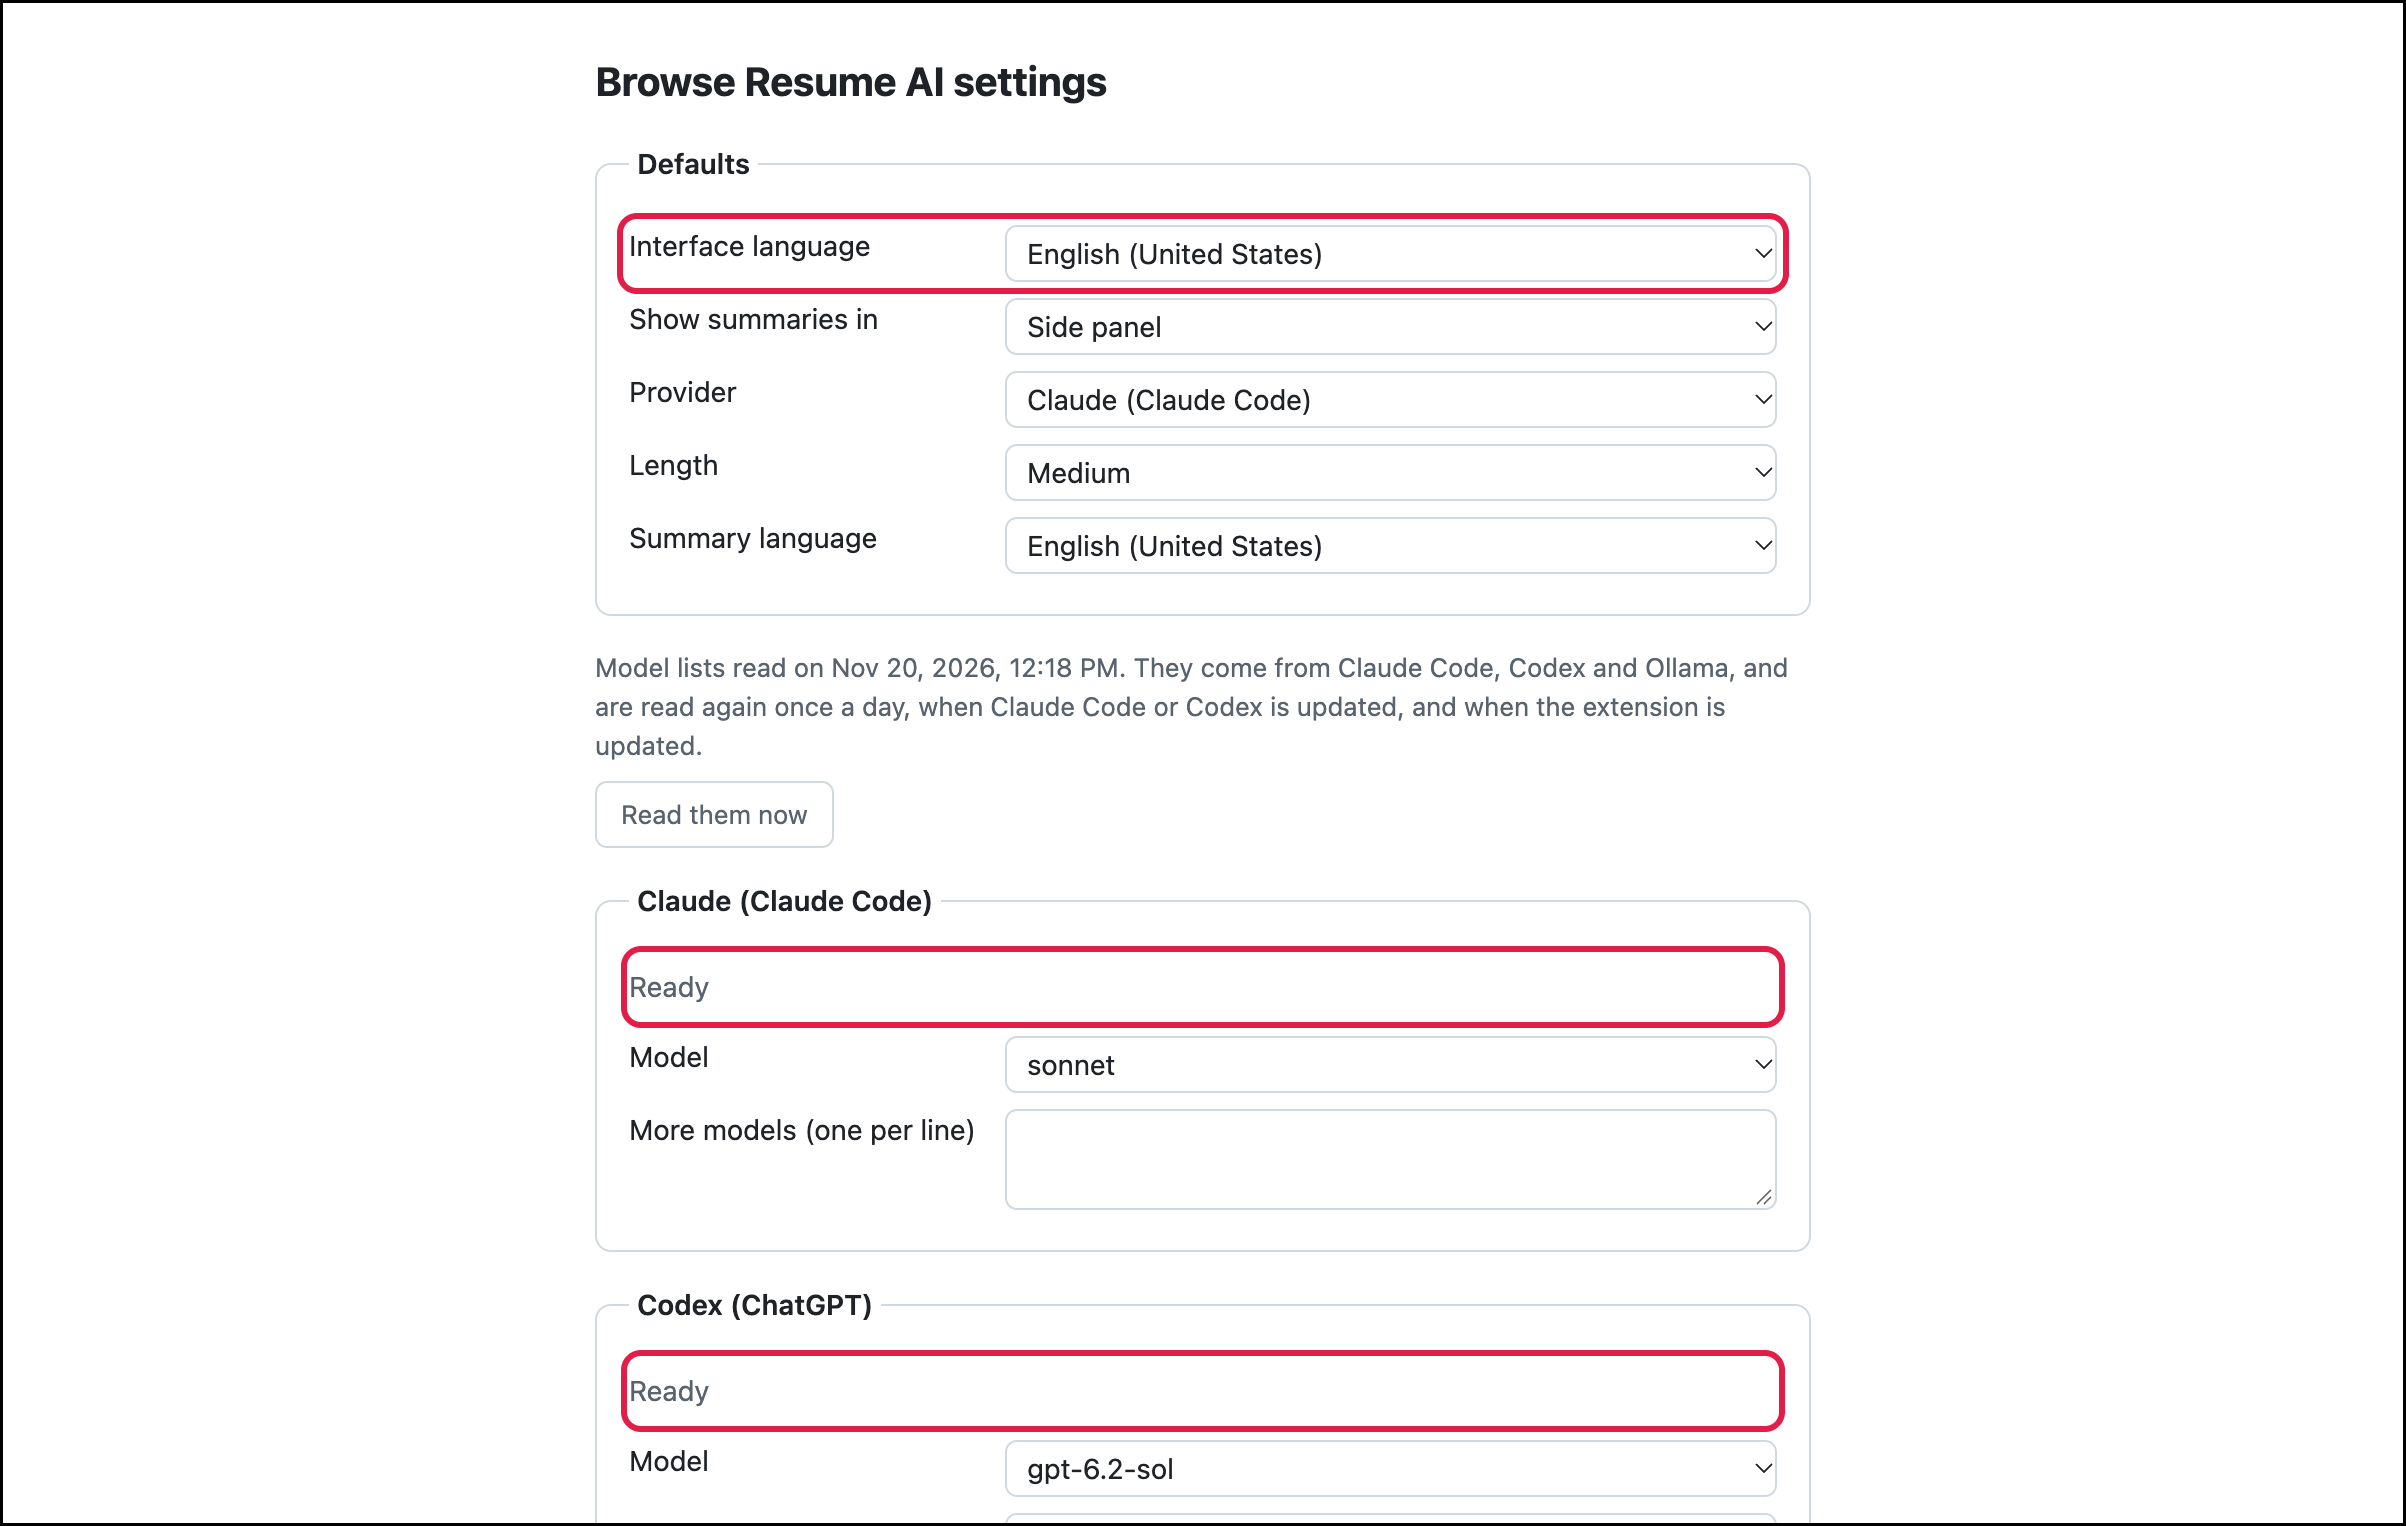 Browse Resume AI settings
Defaults
Interface language
English (United States)
Show summaries in
Side panel
Provider
Claude (Claude Code)
Length
Medium
Summary language
English (United States)
Model lists read on Nov 20, 2026, 12:18 PM. They come from Claude Code, Codex and Ollama, and
are read again once a day, when Claude Code or Codex is updated, and when the extension is
updated.
Read them now
Claude (Claude Code)
Ready
Model
sonnet
More models (one per line)
Codex (ChatGPT)
Ready
Model
gpt-6.2-sol